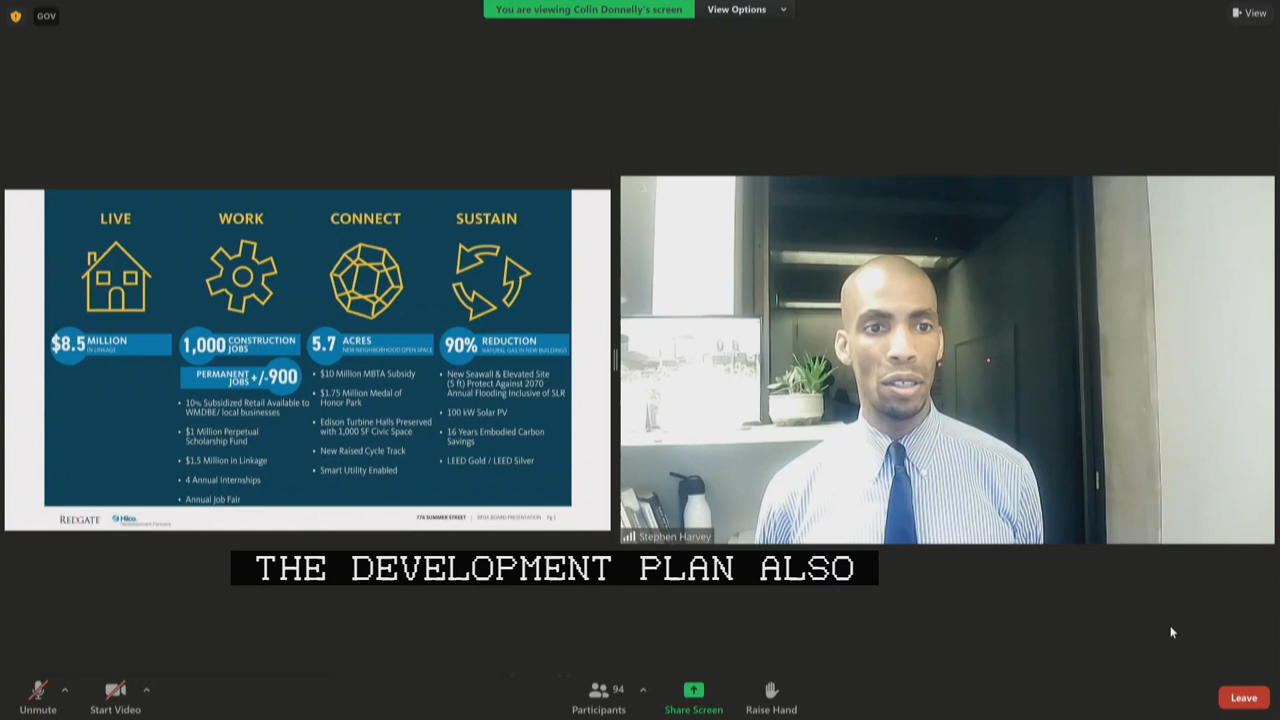 GOV
You are viewing Colin Donnelly's screen
View Options
View
LIVE
WORK
CONNECT
SUSTAIN
$8.5 MILLION
IN LINKAGE
1,000 CONSTRUCTION
JOBS
PERMANENT
JOBS +/-900
• 10% Subsidized Retail Available to
WMDBE/ local businesses
• $1 Million Perpetual
Scholarship Fund
• $1.5 Million in Linkage
• 4 Annual Internships
• Annual Job Fair
5.7 ACRES
NEW NEIGHBORHOOD OPEN SPACE
• $10 Million MBTA Subsidy
• $1.75 Million Medal of
Honor Park
• Edison Turbine Halls Preserved
with 1,000 SF Civic Space
• New Raised Cycle Track
• Smart Utility Enabled
90% REDUCTION
NATURAL GAS IN NEW BUILDINGS
• New Seawall & Elevated Site
(5 ft) Protect Against 2070
Annual Flooding Inclusive of SLR
• 100 kW Solar PV
• 16 Years Embodied Carbon
Savings
• LEED Gold / LEED Silver
REDGATE
Hilco
Redevelopment Partners
776 SUMMER STREET | BPDA BOARD PRESENTATION
Stephen Harvey
THE DEVELOPMENT PLAN ALSO
Unmute
Start Video
94
Participants
Share Screen
Raise Hand
Leave